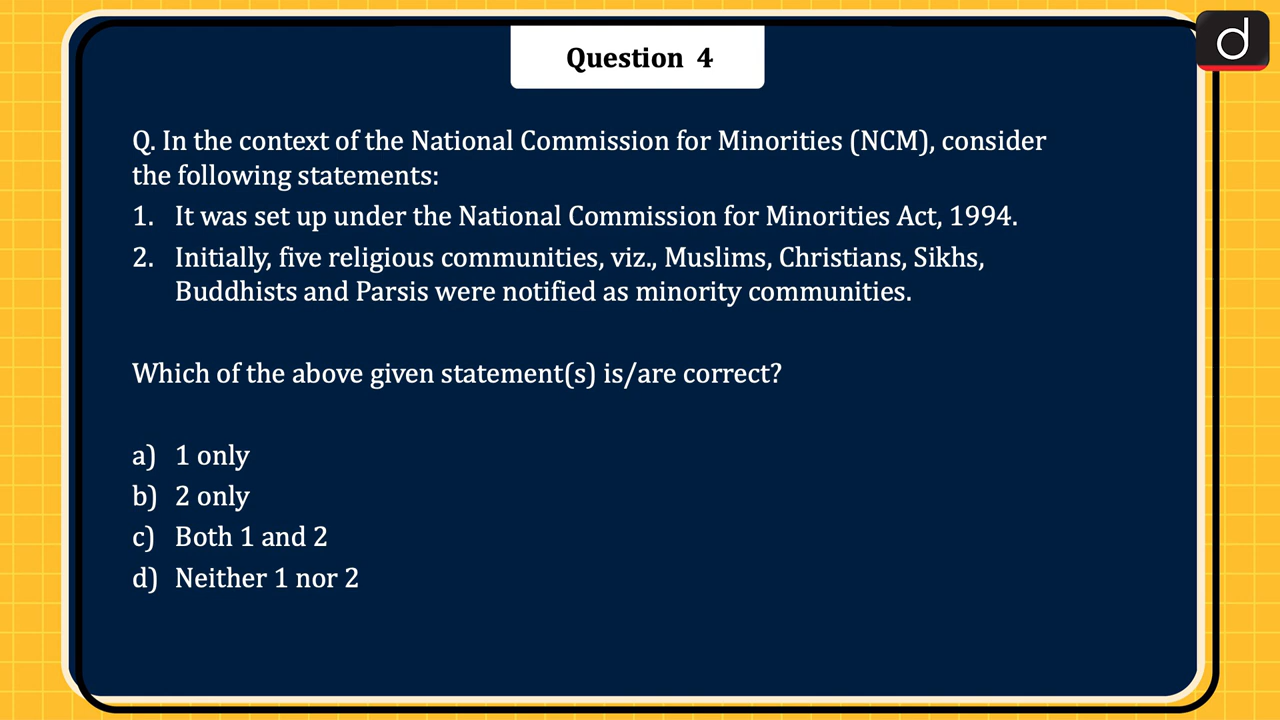 Question 4
d
Q. In the context of the National Commission for Minorities (NCM), consider
the following statements:
1. It was set up under the National Commission for Minorities Act, 1994.
2. Initially, five religious communities, viz., Muslims, Christians, Sikhs,
Buddhists and Parsis were notified as minority communities.
Which of the above given statement(s) is/are correct?
a) 1 only
b) 2 only
c) Both 1 and 2
d) Neither 1 nor 2